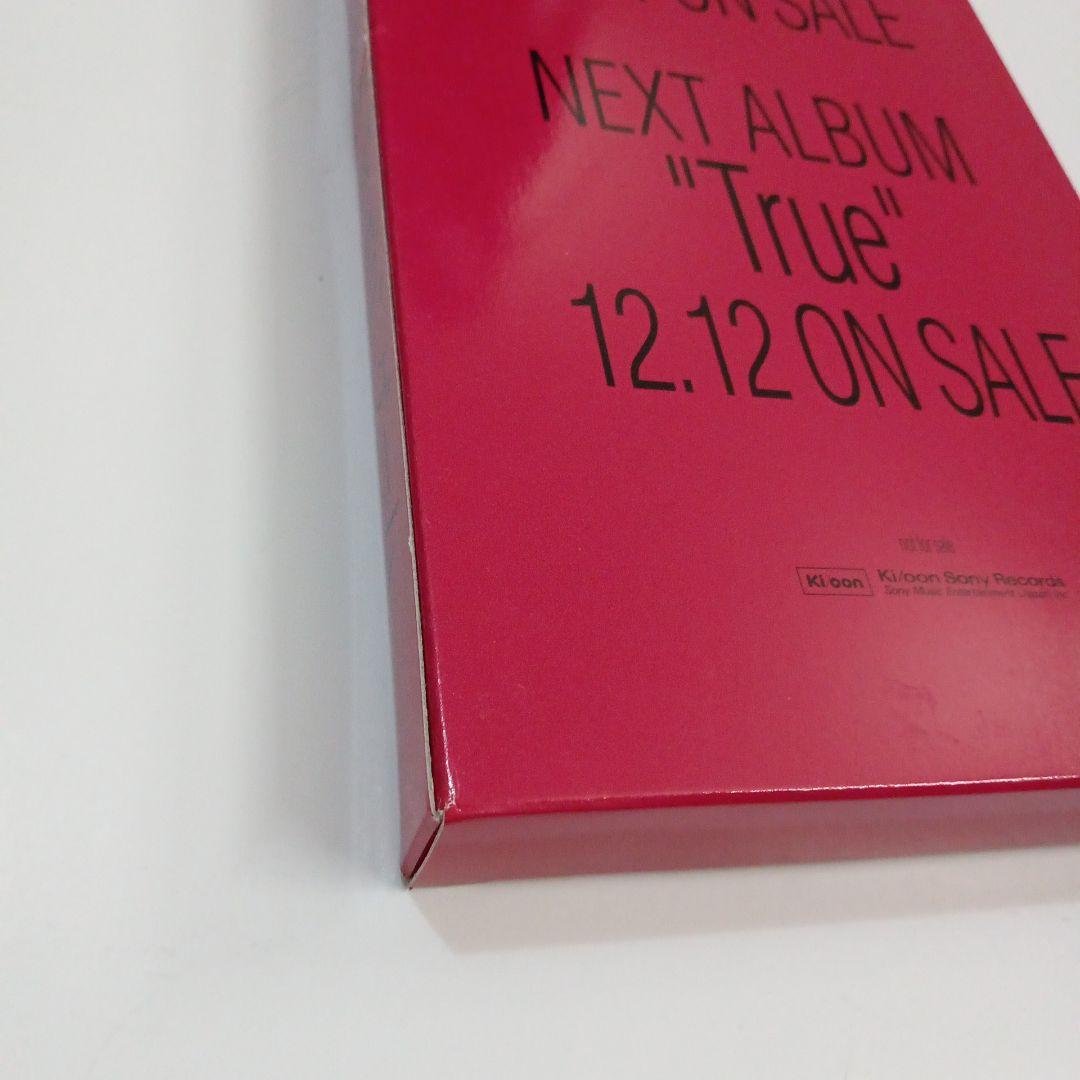 ON SALE
NEXT ALBUM
"True"
12.12 ON SALE
not for sale
Ki/oon Ki/oon Sony Records
Sony Music Entertainment (Japan) Inc.